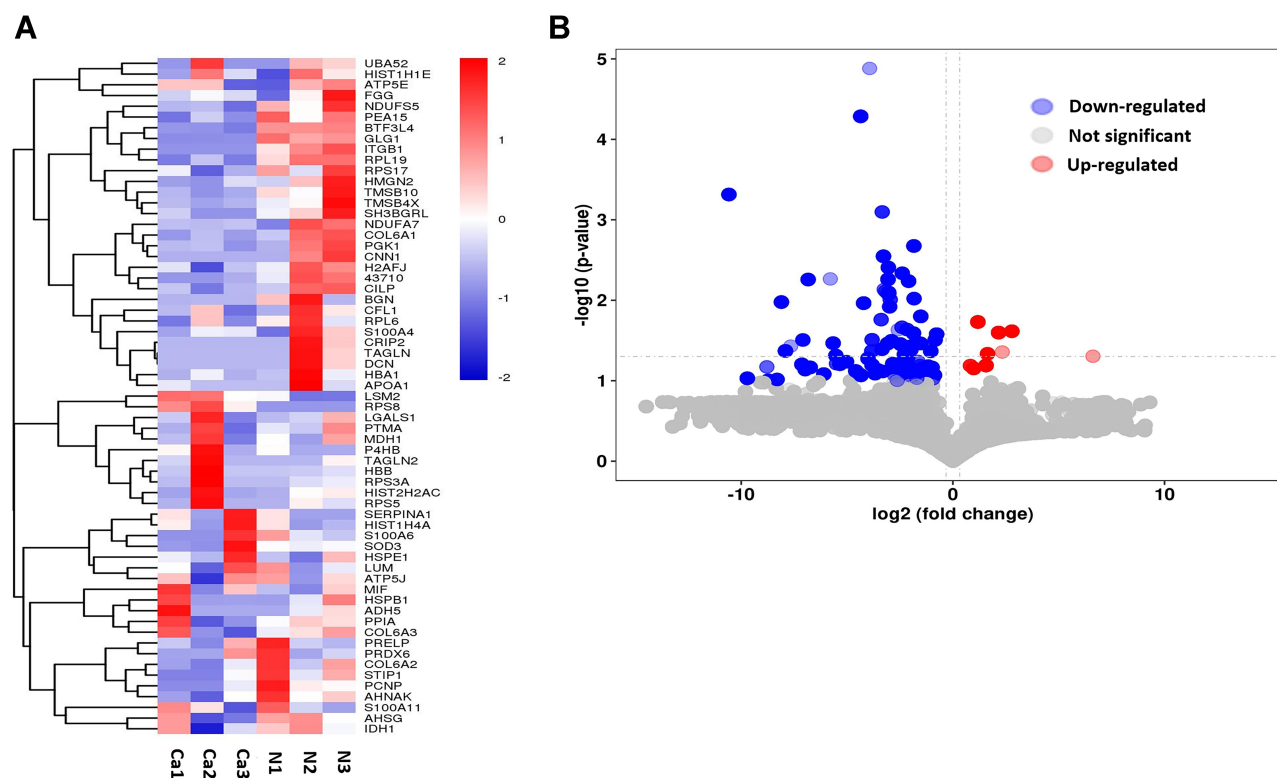 A
UBA52
HIST1H1E
ATP5E
FGG
NDUFS5
PEA15
BTF3L4
GLG1
ITGB1
RPL19
RPS17
HMGN2
TMSB10
TMSB4X
SH3BGRL
NDUFA7
COL6A1
PGK1
CNN1
H2AFJ
43710
CILP
BGN
CFL1
RPL6
S100A4
CRIP2
TAGLN
DCN
HBA1
APOA1
LSM2
RPS8
LGALS1
PTMA
MDH1
P4HB
TAGLN2
HBB
RPS3A
HIST2H2AC
RPS5
SERPINA1
HIST1H4A
S100A6
SOD3
HSPE1
LUM
ATP5J
MIF
HSPB1
ADH5
PPIA
COL6A3
PRELP
PRDX6
COL6A2
STIP1
PCNP
AHNAK
S100A11
AHSG
IDH1
Ca1 Ca2 Ca3 N1 N2 N3
2
1
0
-1
-2
B
5
4
3
2
1
0
-log10 (p-value)
-10 0 10
log2 (fold change)
Down-regulated
Not significant
Up-regulated